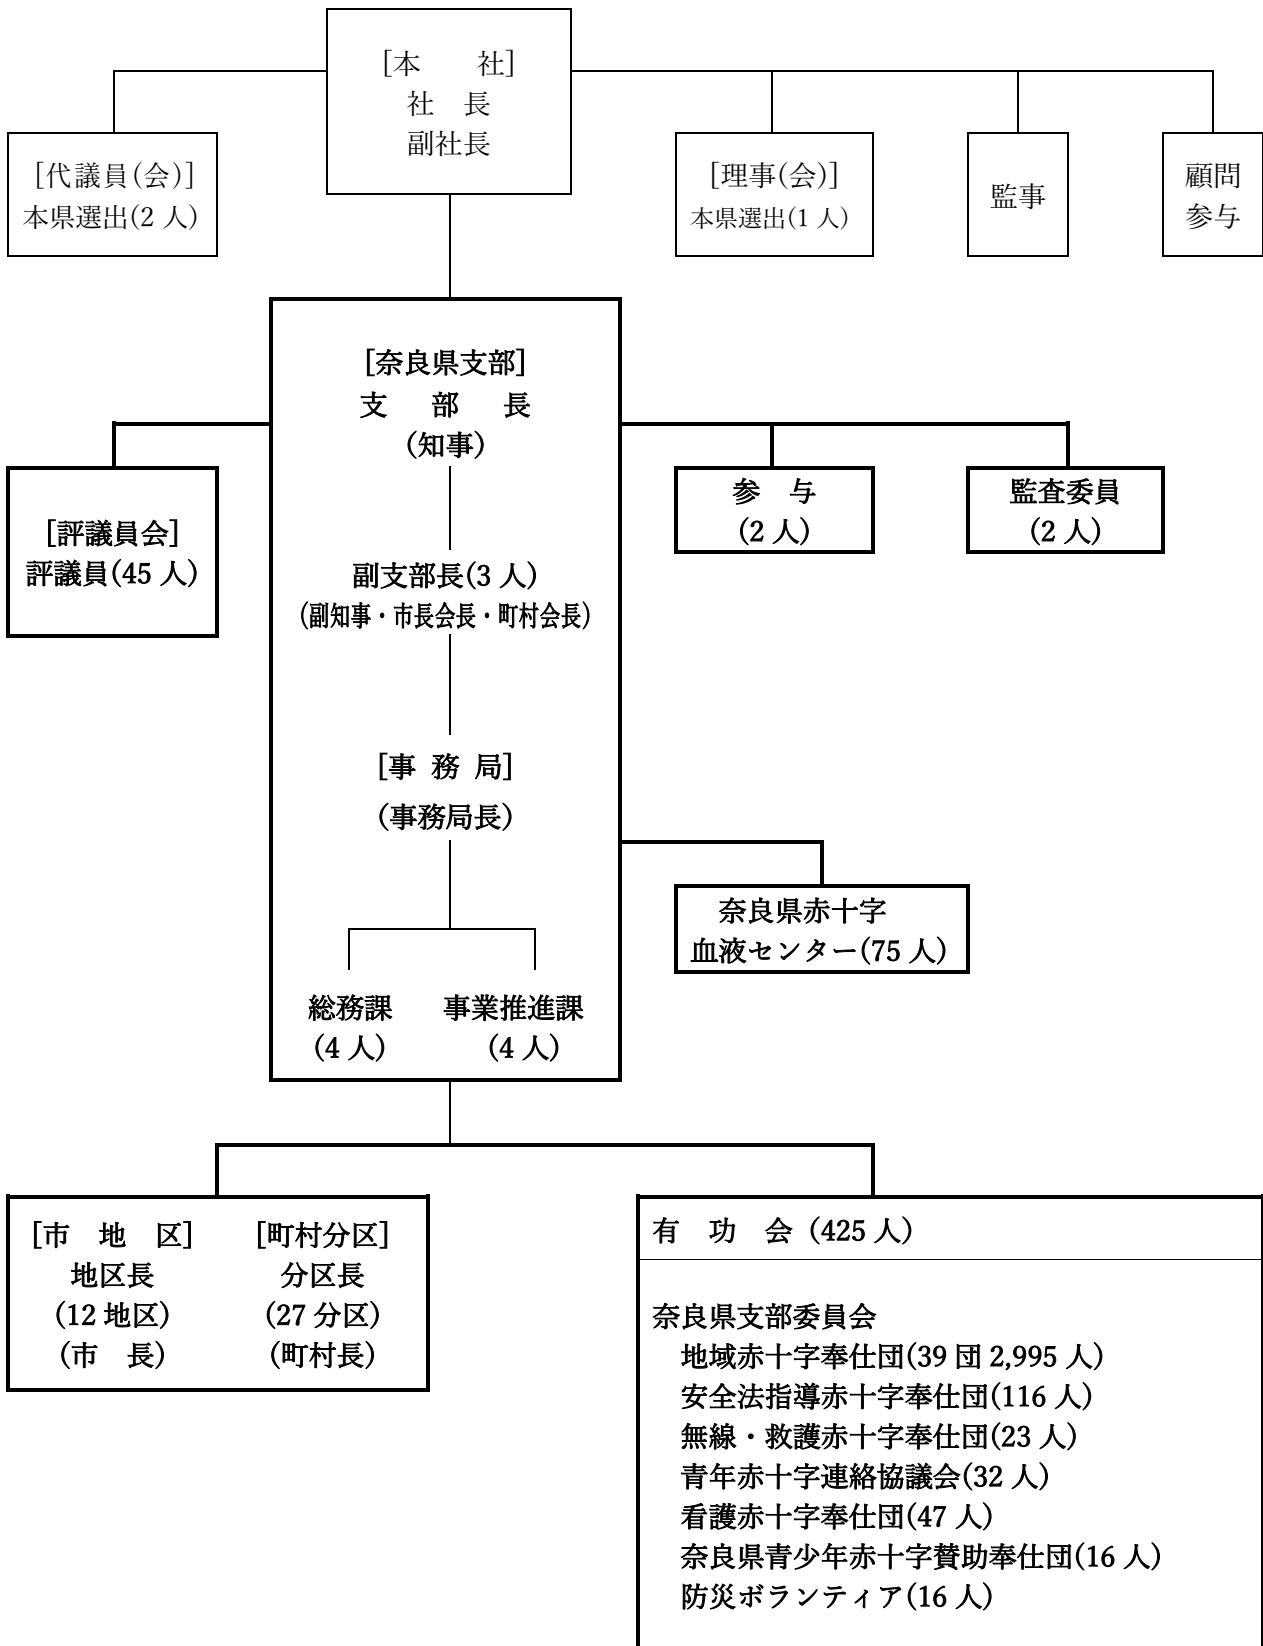 [本　　社]
社　長
副社長
[代議員(会)]
本県選出(2 人)
[理事(会)]
本県選出(1 人)
監事
顧問
参与
[奈良県支部]
支　部　長
(知事)
[評議員会]
評議員(45 人)
参　与
(2 人)
監査委員
(2 人)
副支部長(3 人)
(副知事・市長会長・町村会長)
[事 務 局]
(事務局長)
奈良県赤十字
血液センター(75 人)
総務課
(4 人)
事業推進課
(4 人)
[市　地　区]
地区長
(12 地区)
(市　長)
[町村分区]
分区長
(27 分区)
(町村長)
有　功　会 (425 人)
奈良県支部委員会
地域赤十字奉仕団(39 団 2,995 人)
安全法指導赤十字奉仕団(116 人)
無線・救護赤十字奉仕団(23 人)
青年赤十字連絡協議会(32 人)
看護赤十字奉仕団(47 人)
奈良県青少年赤十字賛助奉仕団(16 人)
防災ボランティア(16 人)